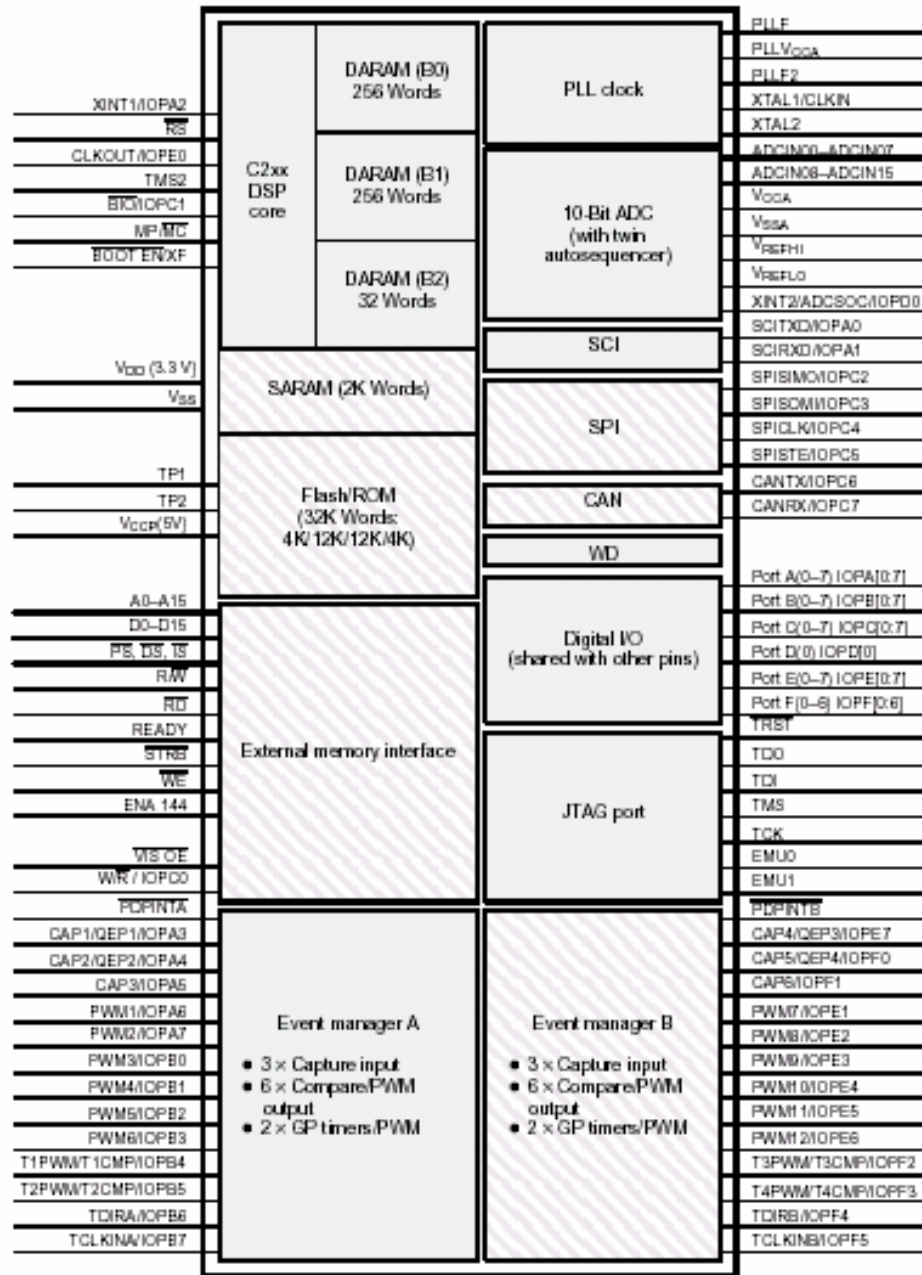 XINT1/IOPA2
RS
CLKOUT/IOPE0
TMS2
BIO/IOPC1
MP/MC
BOOT EN/XF
VDD (3.3 V)
VSS
TP1
TP2
VCCP(5V)
A0–A15
D0–D15
PS, DS, IS
R/W
RD
READY
STRB
WE
ENA 144
VIS OE
W/R / IOPC0
PDPINTA
CAP1/QEP1/IOPA3
CAP2/QEP2/IOPA4
CAP3/IOPA5
PWM1/IOPA6
PWM2/IOPA7
PWM3/IOPB0
PWM4/IOPB1
PWM5/IOPB2
PWM6/IOPB3
T1PWM/T1CMP/IOPB4
T2PWM/T2CMP/IOPB5
TDIRA/IOPB6
TCLKINA/IOPB7
C2xx
DSP
core
DARAM (B0)
256 Words
DARAM (B1)
256 Words
DARAM (B2)
32 Words
SARAM (2K Words)
Flash/ROM
(32K Words:
4K/12K/12K/4K)
External memory interface
Event manager A
• 3 × Capture input
• 6 × Compare/PWM
output
• 2 × GP timers/PWM
PLL clock
10-Bit ADC
(with twin
autosequencer)
SCI
SPI
CAN
WD
Digital I/O
(shared with other pins)
JTAG port
Event manager B
• 3 × Capture input
• 6 × Compare/PWM
output
• 2 × GP timers/PWM
PLLF
PLLVCCA
PLLF2
XTAL1/CLKIN
XTAL2
ADCIN00–ADCIN07
ADCIN08–ADCIN15
VCCA
VSSA
VREFHI
VREFLO
XINT2/ADCSOC/IOPD0
SCITXD/IOPA0
SCIRXD/IOPA1
SPISIMO/IOPC2
SPISOMI/IOPC3
SPICLK/IOPC4
SPISTE/IOPC5
CANTX/IOPC6
CANRX/IOPC7
Port A(0–7) IOPA[0:7]
Port B(0–7) IOPB[0:7]
Port C(0–7) IOPC[0:7]
Port D(0) IOPD[0]
Port E(0–7) IOPE[0:7]
Port F[0–6] IOPF[0:6]
TRST
TDO
TDI
TMS
TCK
EMU0
EMU1
PDPINTB
CAP4/QEP3/IOPE7
CAP5/QEP4/IOPF0
CAP6/IOPF1
PWM7/IOPE1
PWM8/IOPE2
PWM9/IOPE3
PWM10/IOPE4
PWM11/IOPE5
PWM12/IOPE6
T3PWM/T3CMP/IOPF2
T4PWM/T4CMP/IOPF3
TDIRB/IOPF4
TCLKINB/IOPF5